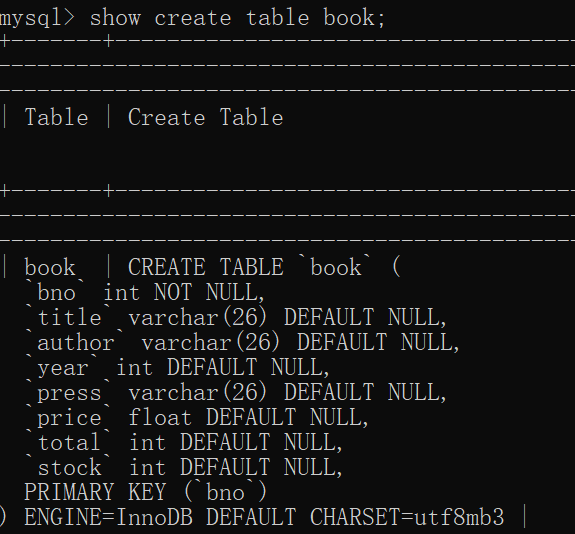 mysql> show create table book;
+-------+------------------------------------
--------------------------------------------
--------------------------------------------
| Table | Create Table
+-------+------------------------------------
--------------------------------------------
--------------------------------------------
| book  | CREATE TABLE `book` (
  `bno` int NOT NULL,
  `title` varchar(26) DEFAULT NULL,
  `author` varchar(26) DEFAULT NULL,
  `year` int DEFAULT NULL,
  `press` varchar(26) DEFAULT NULL,
  `price` float DEFAULT NULL,
  `total` int DEFAULT NULL,
  `stock` int DEFAULT NULL,
  PRIMARY KEY (`bno`)
) ENGINE=InnoDB DEFAULT CHARSET=utf8mb3 |